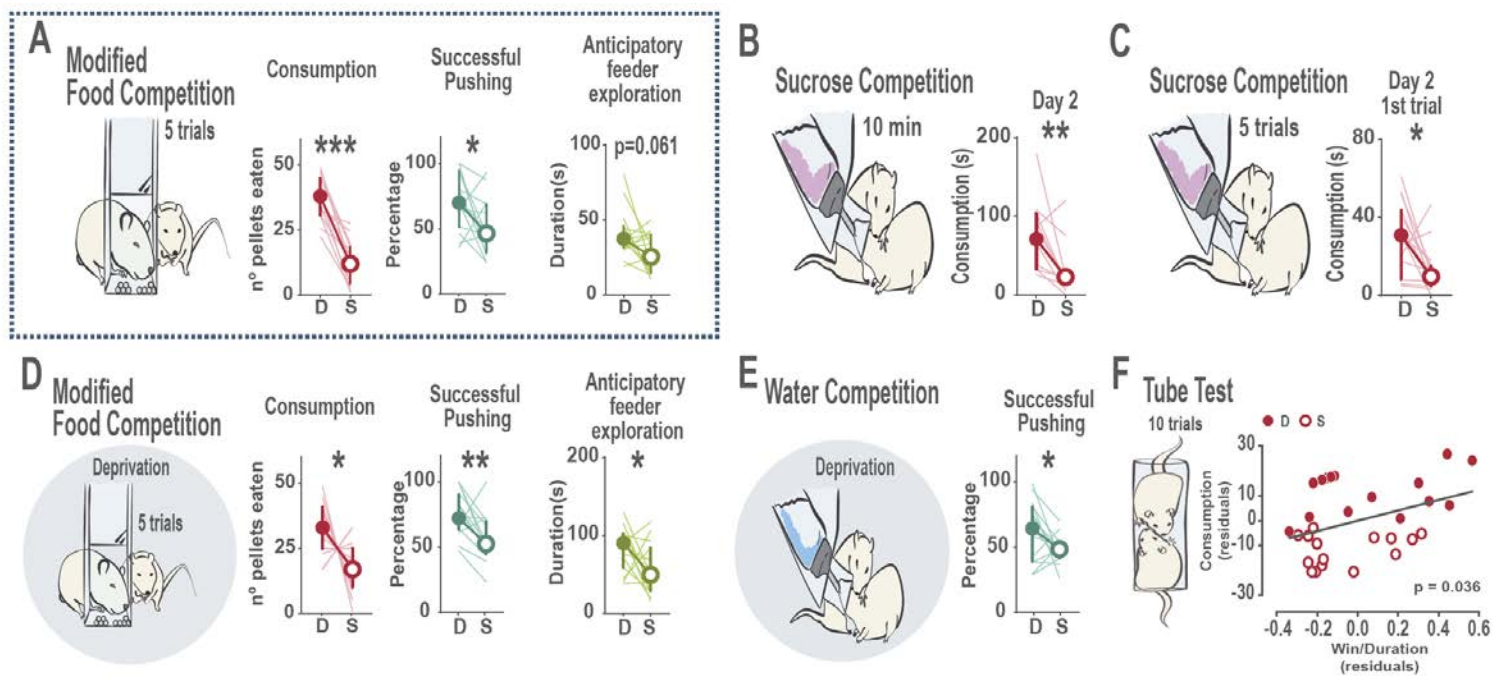 A
Modified
Food Competition
5 trials
Consumption
***
nº pellets eaten
50
25
0
D S
Successful
Pushing
*
Percentage
100
50
0
D S
Anticipatory
feeder
exploration
p=0.061
Duration(s)
100
50
0
D S
B
Sucrose Competition
10 min
Day 2
**
Consumption (s)
200
100
0
D S
C
Sucrose Competition
5 trials
Day 2
1st trial
*
Consumption (s)
80
40
0
D S
D
Modified
Food Competition
Deprivation
5 trials
Consumption
*
nº pellets eaten
50
25
0
D S
Successful
Pushing
**
Percentage
100
50
0
D S
Anticipatory
feeder
exploration
*
Duration(s)
200
100
0
D S
E
Water Competition
Deprivation
Successful
Pushing
*
Percentage
100
50
0
D S
F
Tube Test
10 trials
D S
Consumption
(residuals)
30
10
-10
-30
p = 0.036
-0.4 -0.2 0.0 0.2 0.4 0.6
Win/Duration
(residuals)